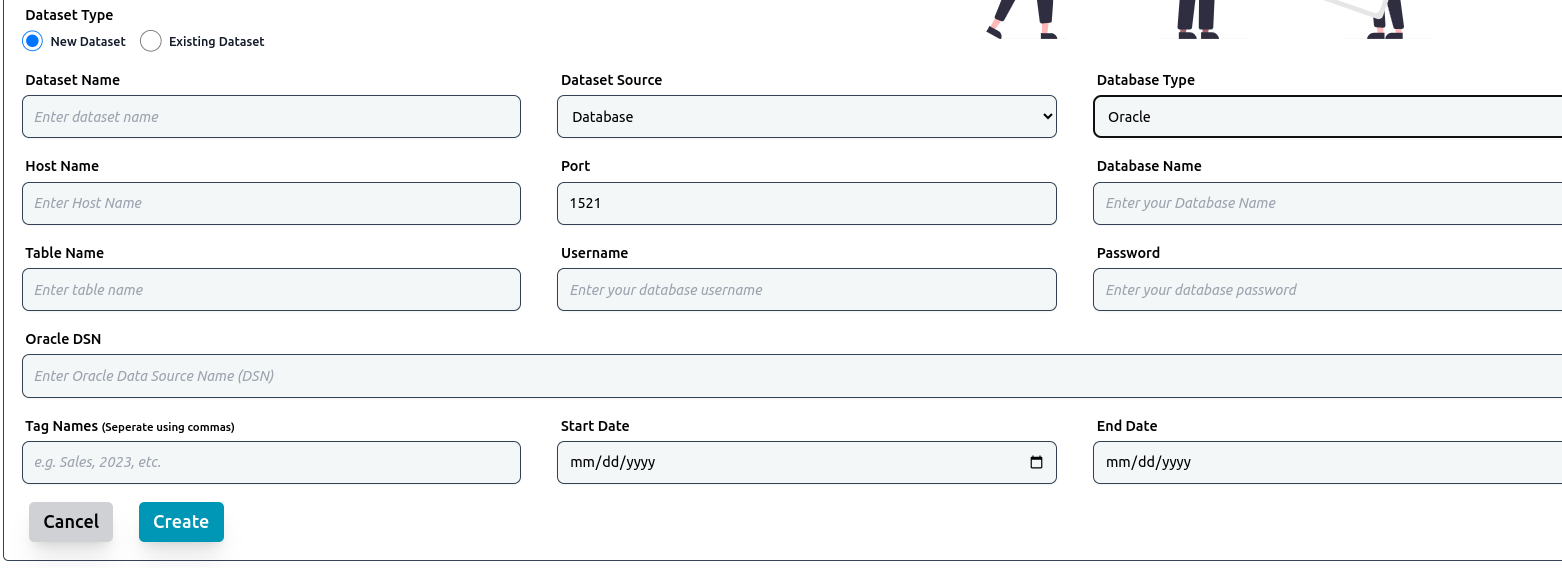 Dataset Type
New Dataset Existing Dataset
Dataset Name Dataset Source Database Type
Enter dataset name Database Oracle
Host Name Port Database Name
Enter Host Name 1521 Enter your Database Name
Table Name Username Password
Enter table name Enter your database username Enter your database password
Oracle DSN
Enter Oracle Data Source Name (DSN)
Tag Names (Seperate using commas) Start Date End Date
e.g. Sales, 2023, etc. mm/dd/yyyy mm/dd/yyyy
Cancel Create